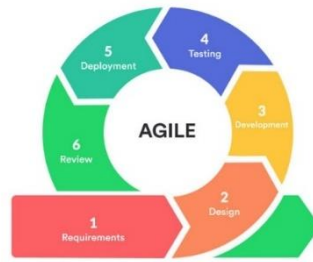 1
Requirements
2
Design
3
Development
4
Testing
5
Deployment
6
Review
AGILE